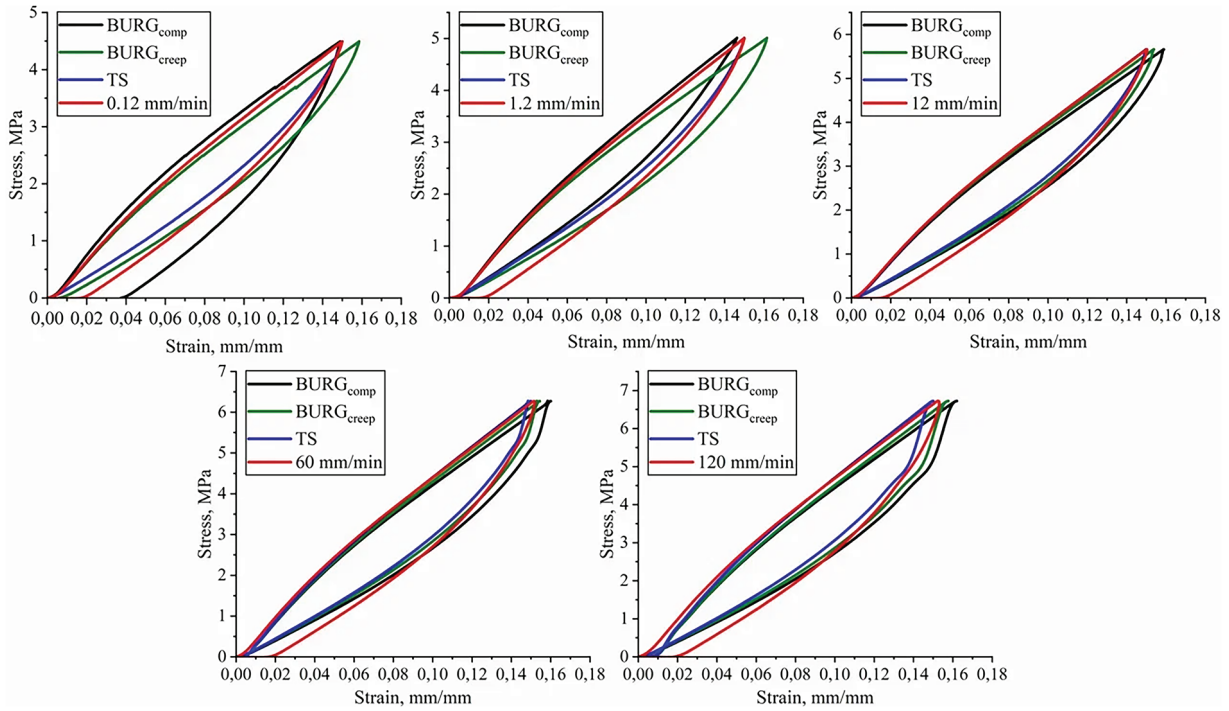 BURGcomp
BURGcreep
TS
0.12 mm/min
Stress, MPa
5
4
3
2
1
0
0,00 0,02 0,04 0,06 0,08 0,10 0,12 0,14 0,16 0,18
Strain, mm/mm
BURGcomp
BURGcreep
TS
1.2 mm/min
Stress, MPa
5
4
3
2
1
0
0,00 0,02 0,04 0,06 0,08 0,10 0,12 0,14 0,16 0,18
Strain, mm/mm
BURGcomp
BURGcreep
TS
12 mm/min
Stress, MPa
6
5
4
3
2
1
0
0,00 0,02 0,04 0,06 0,08 0,10 0,12 0,14 0,16 0,18
Strain, mm/mm
BURGcomp
BURGcreep
TS
60 mm/min
Stress, MPa
7
6
5
4
3
2
1
0
0,00 0,02 0,04 0,06 0,08 0,10 0,12 0,14 0,16 0,18
Strain, mm/mm
BURGcomp
BURGcreep
TS
120 mm/min
Stress, MPa
7
6
5
4
3
2
1
0
0,00 0,02 0,04 0,06 0,08 0,10 0,12 0,14 0,16 0,18
Strain, mm/mm